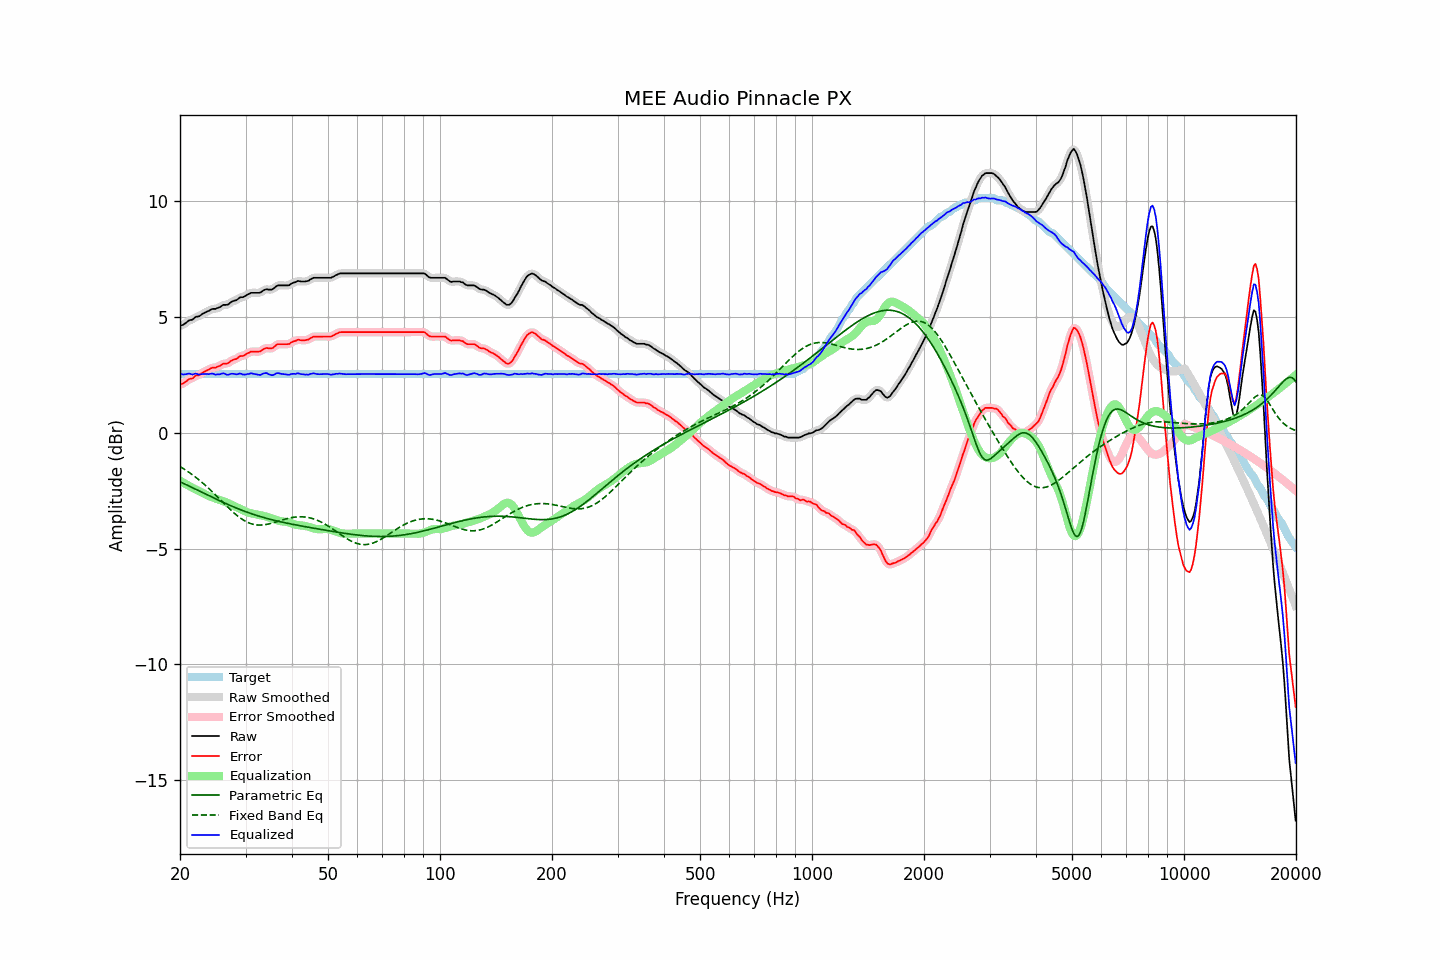 MEE Audio Pinnacle PX
Amplitude (dBr)
10
5
0
−5
−10
−15
Target
Raw Smoothed
Error Smoothed
Raw
Error
Equalization
Parametric Eq
Fixed Band Eq
Equalized
20 50 100 200 500 1000 2000 5000 10000 20000
Frequency (Hz)